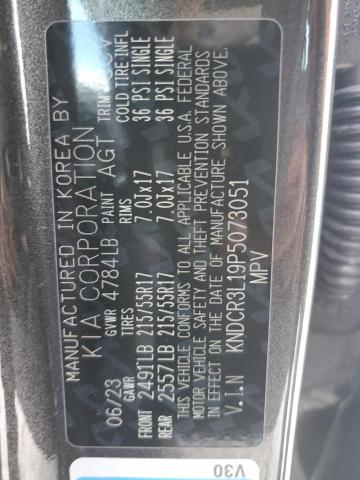 MANUFACTURED IN KOREA BY
KIA CORPORATION
06/23 GVWR 4784LB PAINT AGT TRIM
GAWR TIRES RIMS COLD TIRE INFL
FRONT 2491LB 215/55R17 7.0JX17 36 PSI SINGLE
REAR 2557LB 215/55R17 7.0JX17 36 PSI SINGLE
THIS VEHICLE CONFORMS TO ALL APPLICABLE U.S.A. FEDERAL
MOTOR VEHICLE SAFETY AND THEFT PREVENTION STANDARDS
IN EFFECT ON THE DATE OF MANUFACTURE SHOWN ABOVE.
V.I.N KNDCR3L19P5073051
MPV
V30